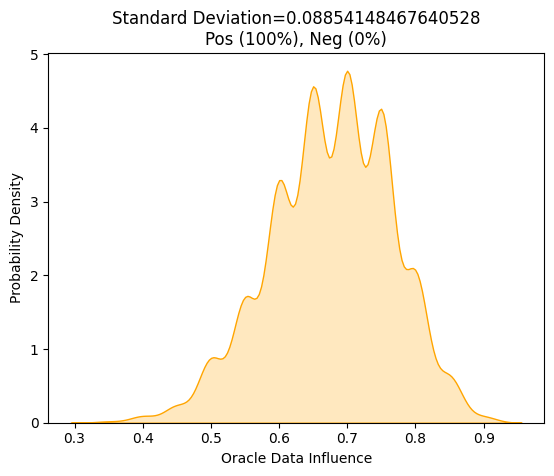 Standard Deviation=0.08854148467640528
Pos (100%), Neg (0%)
5
4
3
2
1
0
Probability Density
0.3 0.4 0.5 0.6 0.7 0.8 0.9
Oracle Data Influence